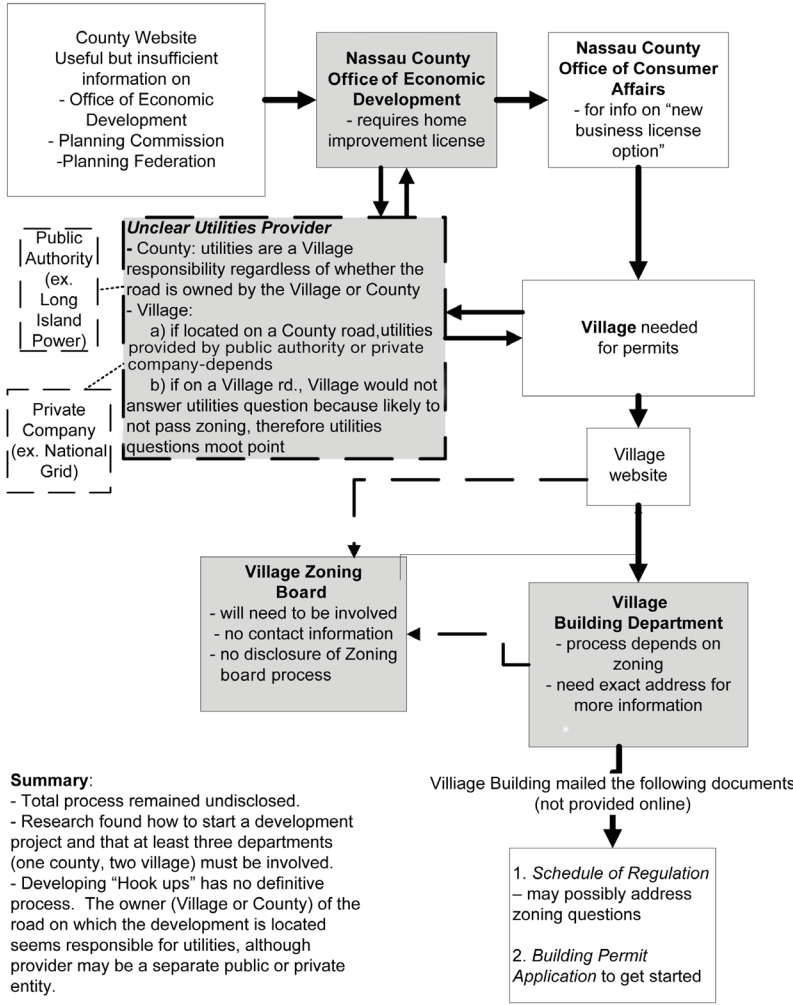 County Website
Useful but insufficient
information on
- Office of Economic
Development
- Planning Commission
-Planning Federation
Nassau County
Office of Economic
Development
- requires home
improvement license
Nassau County
Office of Consumer
Affairs
- for info on “new
business license
option”
Public
Authority
(ex.
Long
Island
Power)
Private
Company
(ex. National
Grid)
Unclear Utilities Provider
- County: utilities are a Village
responsibility regardless of whether the
road is owned by the Village or County
- Village:
a) if located on a County road,utilities
provided by public authority or private
company-depends
b) if on a Village rd., Village would not
answer utilities question because likely to
not pass zoning, therefore utilities
questions moot point
Village needed
for permits
Village
website
Village Zoning
Board
- will need to be involved
- no contact information
- no disclosure of Zoning
board process
Village
Building Department
- process depends on
zoning
- need exact address for
more information
Villiage Building mailed the following documents
(not provided online)
1. Schedule of Regulation
– may possibly address
zoning questions
2. Building Permit
Application to get started
Summary:
- Total process remained undisclosed.
- Research found how to start a development
project and that at least three departments
(one county, two village) must be involved.
- Developing “Hook ups” has no definitive
process.  The owner (Village or County) of the
road on which the development is located
seems responsible for utilities, although
provider may be a separate public or private
entity.